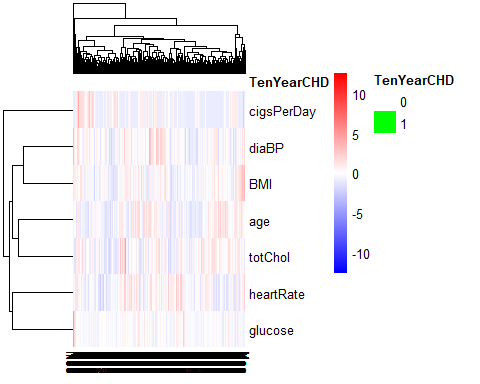 TenYearCHD
cigsPerDay
diaBP
BMI
age
totChol
heartRate
glucose
10
5
0
-5
-10
TenYearCHD
0
1